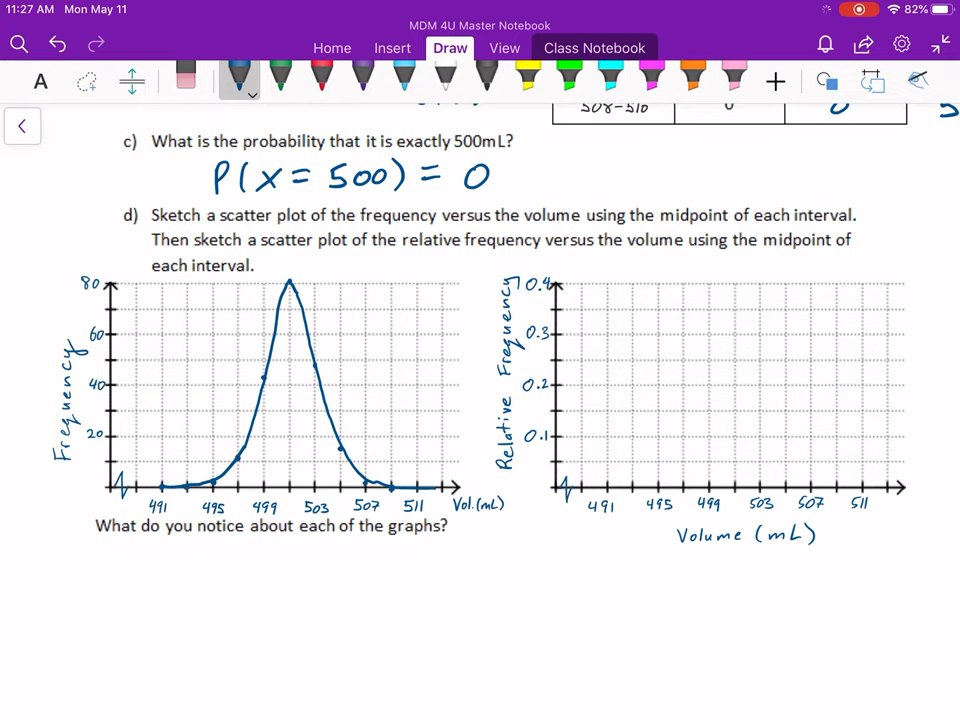 11:27 AM Monday May 11
82%
MDM 4U Master Notebook
Home Insert Draw View Class Notebook
A
508-510 0 0 5
c) What is the probability that it is exactly 500mL?
P(X = 500) = 0
d) Sketch a scatter plot of the frequency versus the volume using the midpoint of each interval.
Then sketch a scatter plot of the relative frequency versus the volume using the midpoint of
each interval.
Frequency
80
60
40
20
491 495 499 503 507 511 Vol.(mL)
Relative Frequency
0.4
0.3
0.2
0.1
491 495 499 503 507 511
Volume (mL)
What do you notice about each of the graphs?